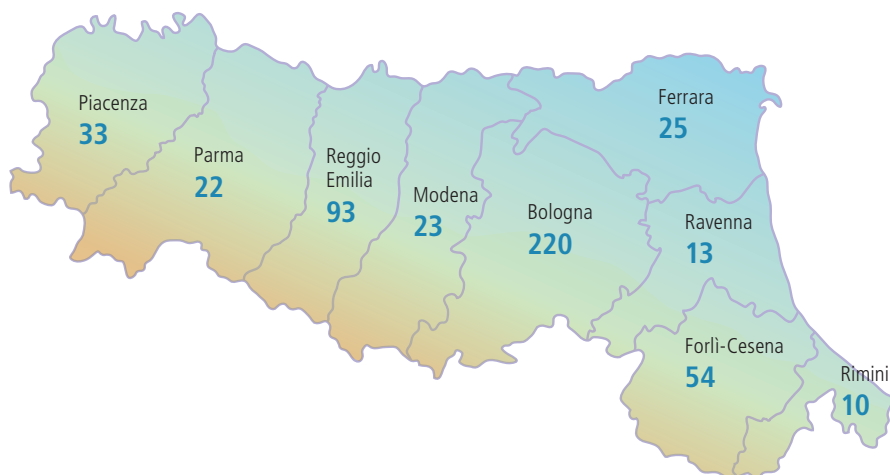 Piacenza
33
Parma
22
Reggio
Emilia
93
Modena
23
Bologna
220
Ferrara
25
Ravenna
13
Forlì-Cesena
54
Rimini
10